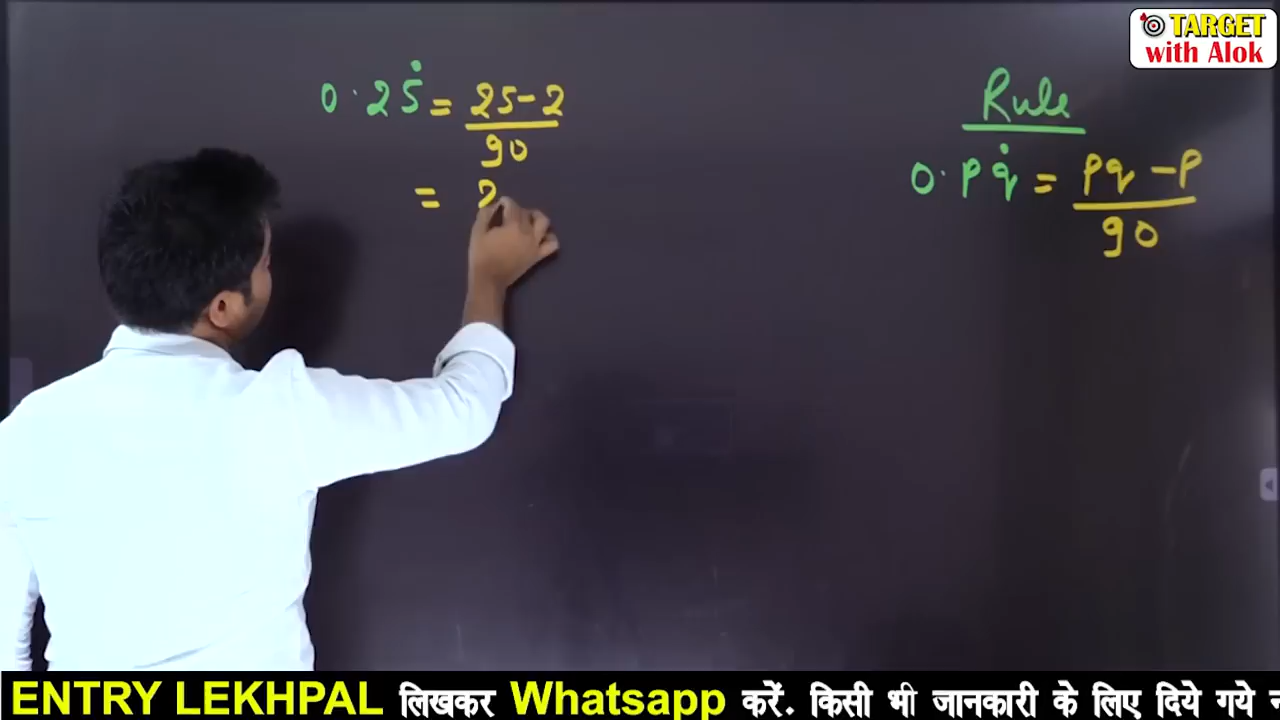 TARGET
with Alok
0.25̇ = 25-2
90
= 2
Rule
0.pq̇ = pq - p
90
ENTRY LEKHPAL लिखकर Whatsapp करें. किसी भी जानकारी के लिए दिये गये